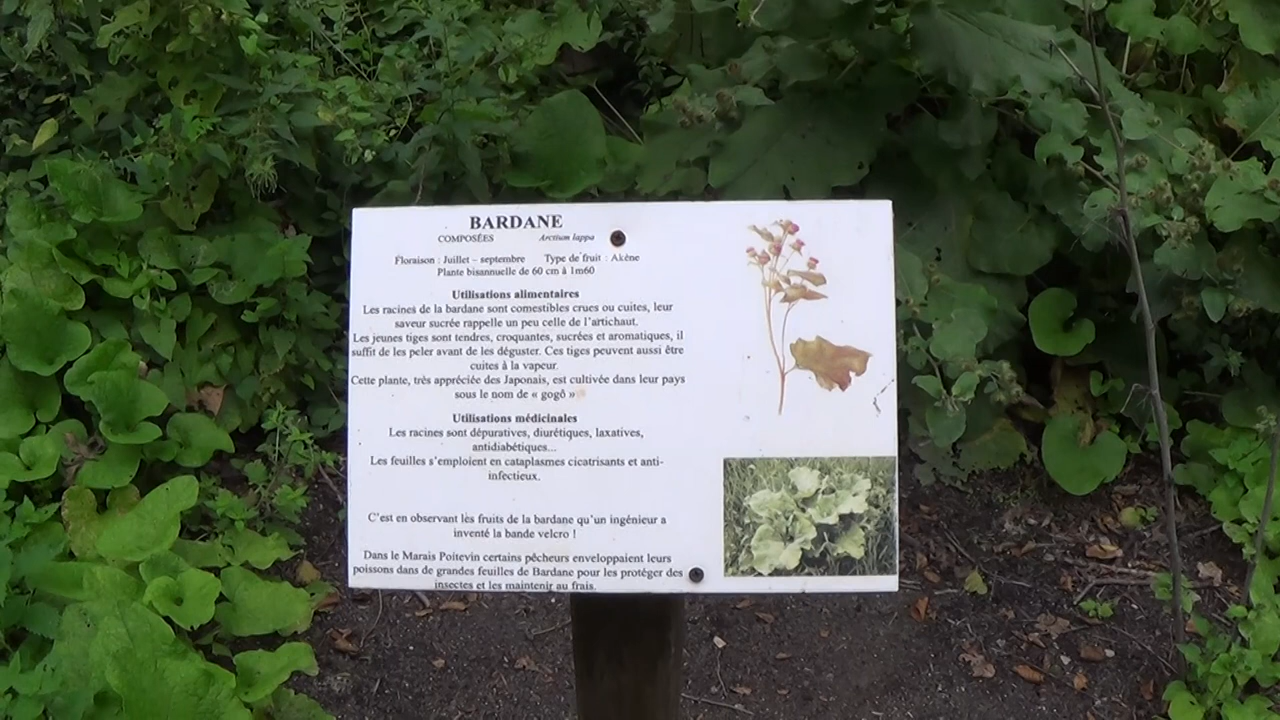 BARDANE
COMPOSÉES Arctium lappa
Floraison : Juillet – septembre Type de fruit : Akène
Plante bisannuelle de 60 cm à 1m60
Utilisations alimentaires
Les racines de la bardane sont comestibles crues ou cuites, leur
saveur sucrée rappelle un peu celle de l'artichaut.
Les jeunes tiges sont tendres, croquantes, sucrées et aromatiques, il
suffit de les peler avant de les déguster. Ces tiges peuvent aussi être
cuites à la vapeur.
Cette plante, très appréciée des Japonais, est cultivée dans leur pays
sous le nom de « gogô »
Utilisations médicinales
Les racines sont dépuratives, diurétiques, laxatives,
antidiabétiques...
Les feuilles s'emploient en cataplasmes cicatrisants et anti-
infectieux.
C'est en observant les fruits de la bardane qu'un ingénieur a
inventé la bande velcro !
Dans le Marais Poitevin certains pêcheurs enveloppaient leurs
poissons dans de grandes feuilles de Bardane pour les protéger des
insectes et les maintenir au frais.